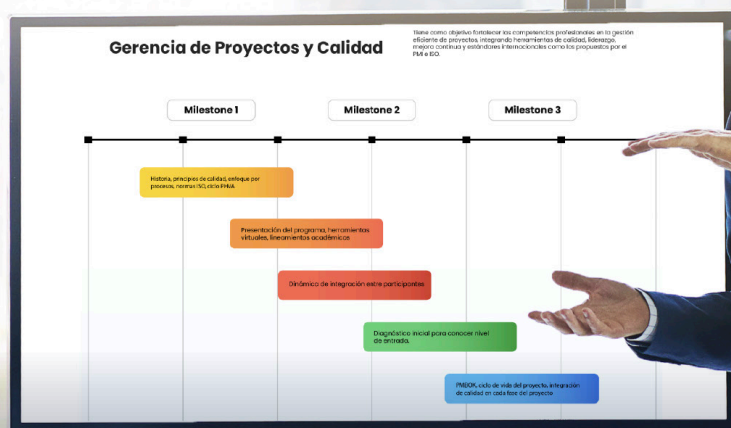 Gerencia de Proyectos y Calidad
Tiene como objetivo fortalecer las competencias profesionales en la gestión
eficiente de proyectos, integrando herramientas de calidad, liderazgo,
mejora continua y estándares internacionales como los propuestos por el
PMI e ISO.
Milestone 1
Milestone 2
Milestone 3
Historia, principios de calidad, enfoque por
procesos, normas ISO, ciclo PHVA.
Presentación del programa, herramientas
virtuales, lineamientos académicos
Dinámica de integración entre participantes
Diagnóstico inicial para conocer nivel
de entrada.
PMBOK, ciclo de vida del proyecto, integración
de calidad en cada fase del proyecto